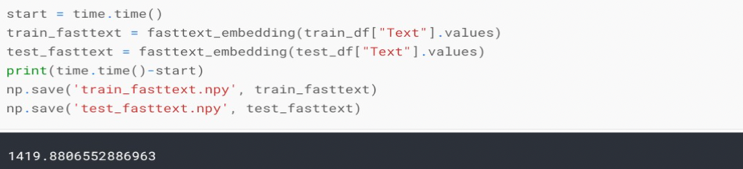 start = time.time()
train_fasttext = fasttext_embedding(train_df["Text"].values)
test_fasttext = fasttext_embedding(test_df["Text"].values)
print(time.time()-start)
np.save('train_fasttext.npy', train_fasttext)
np.save('test_fasttext.npy', test_fasttext)
1419.8806552886963